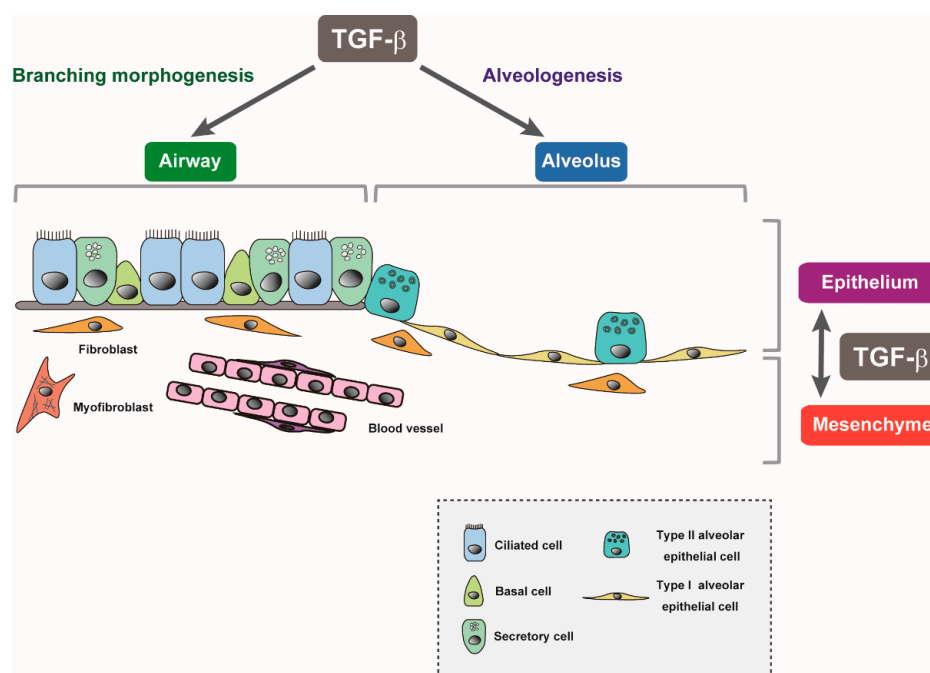 TGF-β
Branching morphogenesis
Alveologenesis
Airway
Alveolus
Epithelium
TGF-β
Mesenchyme
Fibroblast
Myofibroblast
Blood vessel
Ciliated cell
Type II alveolar
epithelial cell
Basal cell
Type I alveolar
epithelial cell
Secretory cell